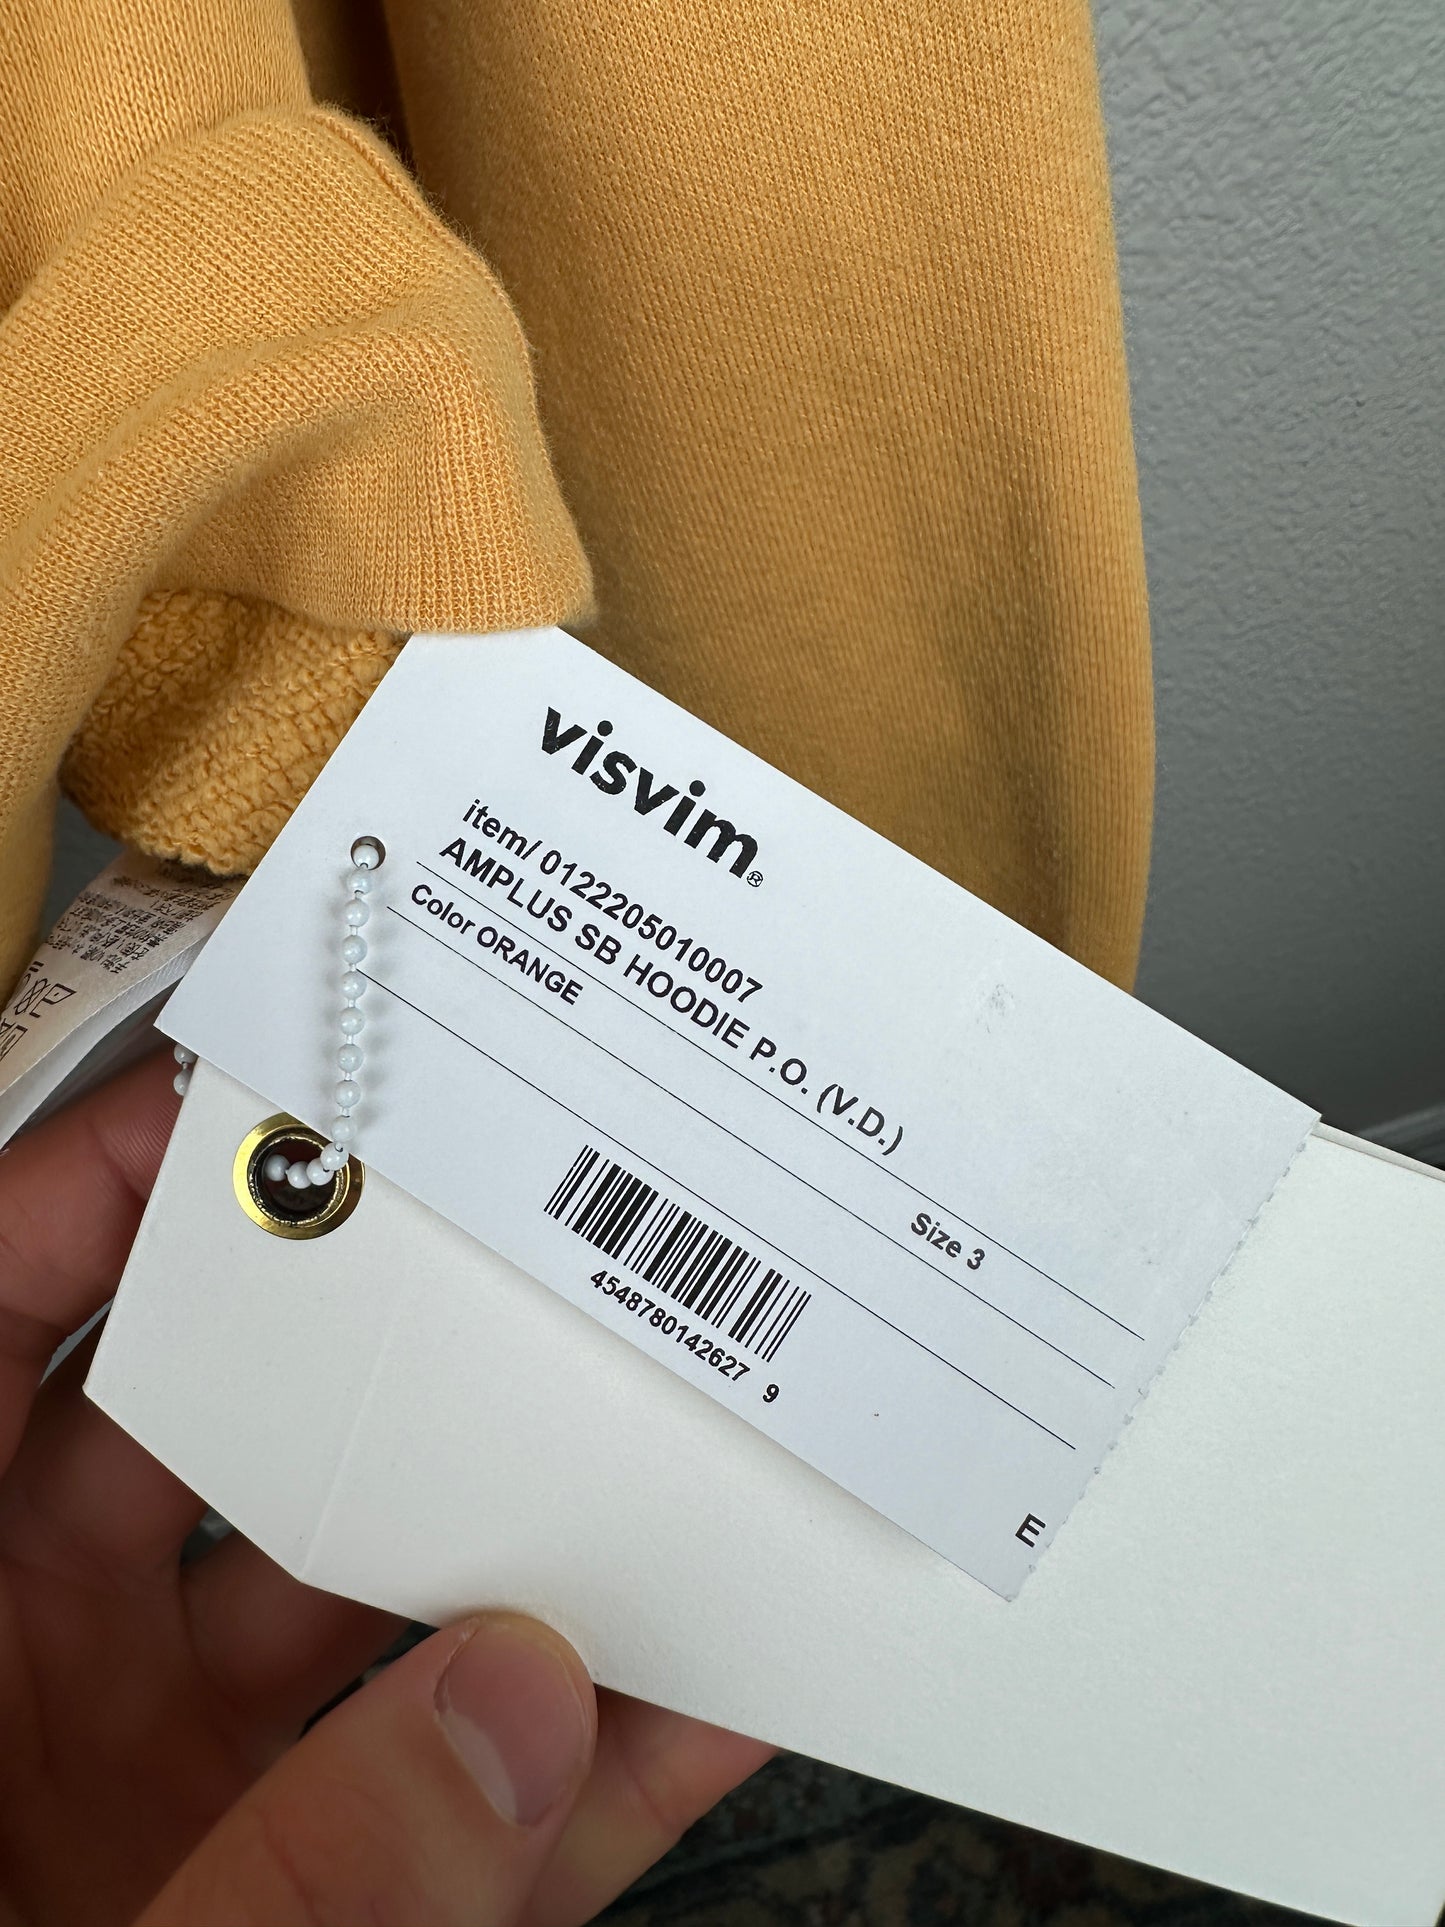 visvim®
item/ 0122205010007
AMPLUS SB HOODIE P.O. (V.D.)
Color ORANGE
Size 3
4548780142627 9
E